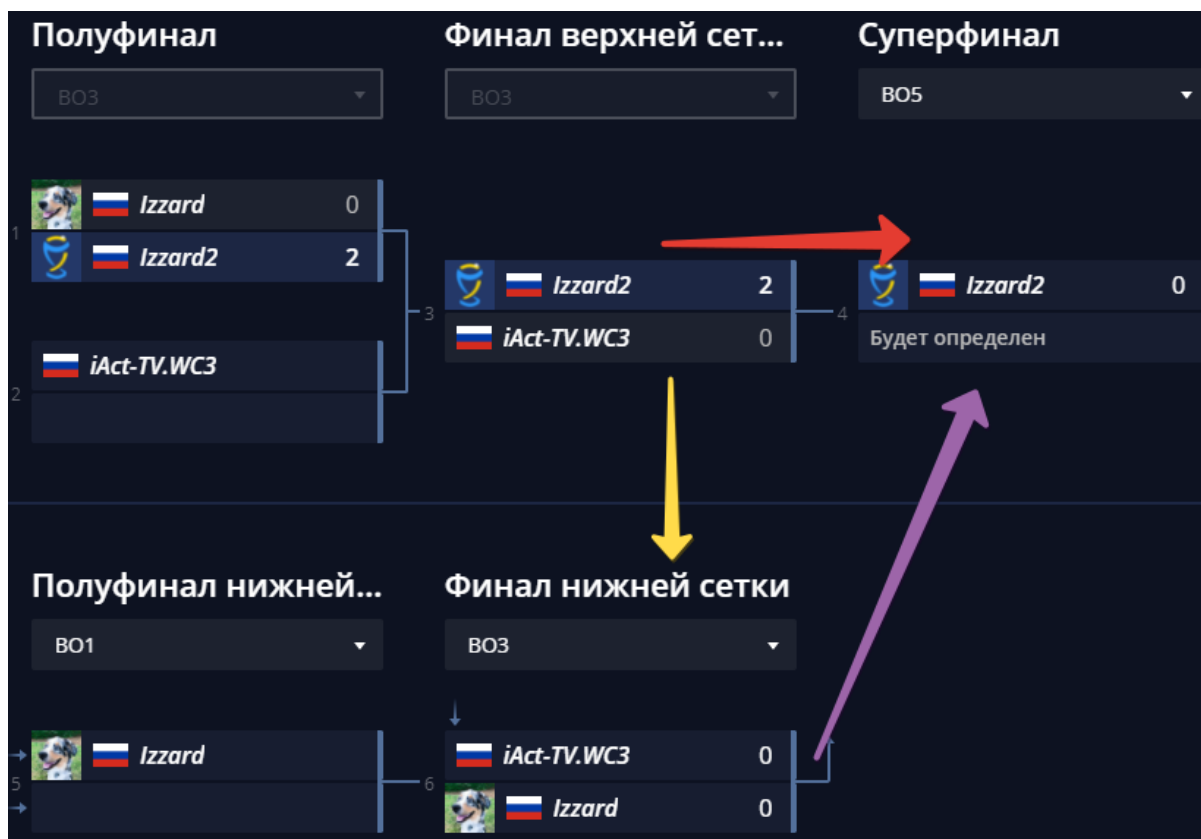 Полуфинал
BO3
1
Izzard 0
Izzard2 2
2
iAct-TV.WC3
Финал верхней сет...
BO3
3
Izzard2 2
iAct-TV.WC3 0
Суперфинал
BO5
4
Izzard2 0
Будет определен
Полуфинал нижней...
BO1
5
Izzard
Финал нижней сетки
BO3
6
iAct-TV.WC3 0
Izzard 0